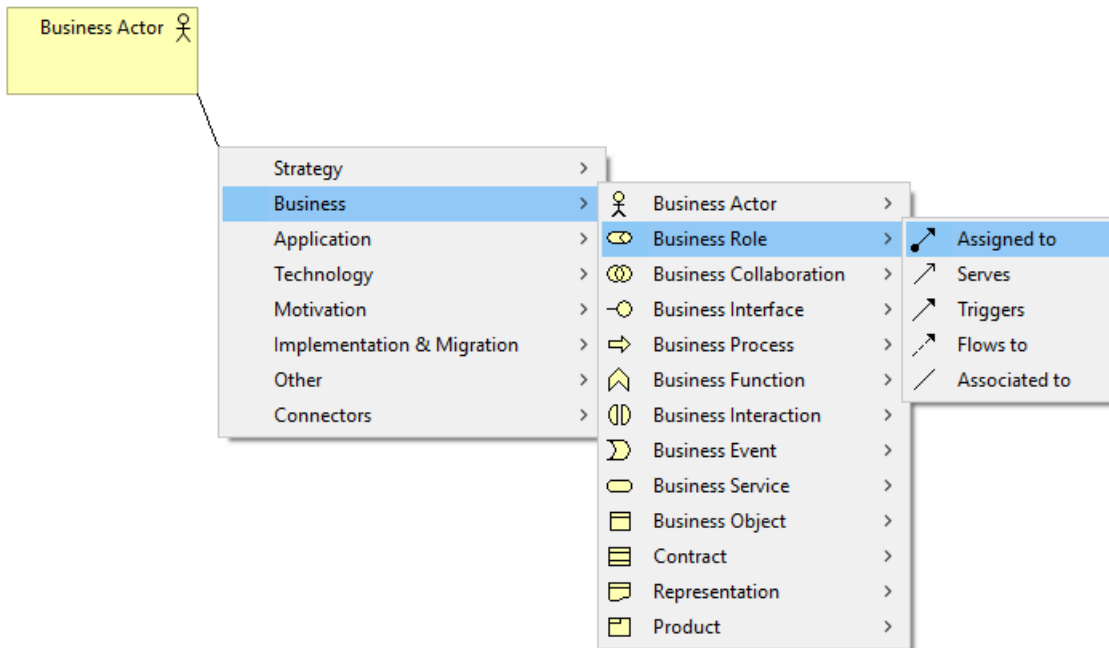 Business Actor
Strategy
Business
Application
Technology
Motivation
Implementation & Migration
Other
Connectors
Business Actor
Business Role
Business Collaboration
Business Interface
Business Process
Business Function
Business Interaction
Business Event
Business Service
Business Object
Contract
Representation
Product
Assigned to
Serves
Triggers
Flows to
Associated to